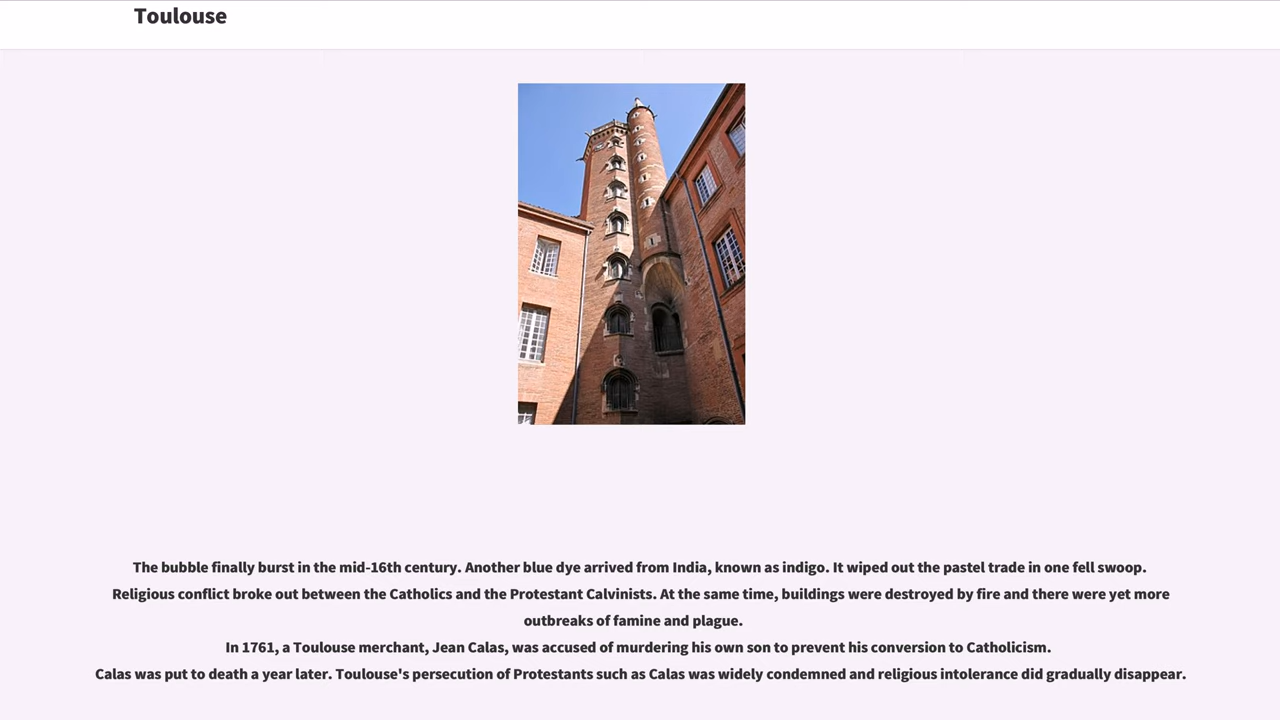 Toulouse
The bubble finally burst in the mid-16th century. Another blue dye arrived from India, known as indigo. It wiped out the pastel trade in one fell swoop.
Religious conflict broke out between the Catholics and the Protestant Calvinists. At the same time, buildings were destroyed by fire and there were yet more
outbreaks of famine and plague.
In 1761, a Toulouse merchant, Jean Calas, was accused of murdering his own son to prevent his conversion to Catholicism.
Calas was put to death a year later. Toulouse's persecution of Protestants such as Calas was widely condemned and religious intolerance did gradually disappear.